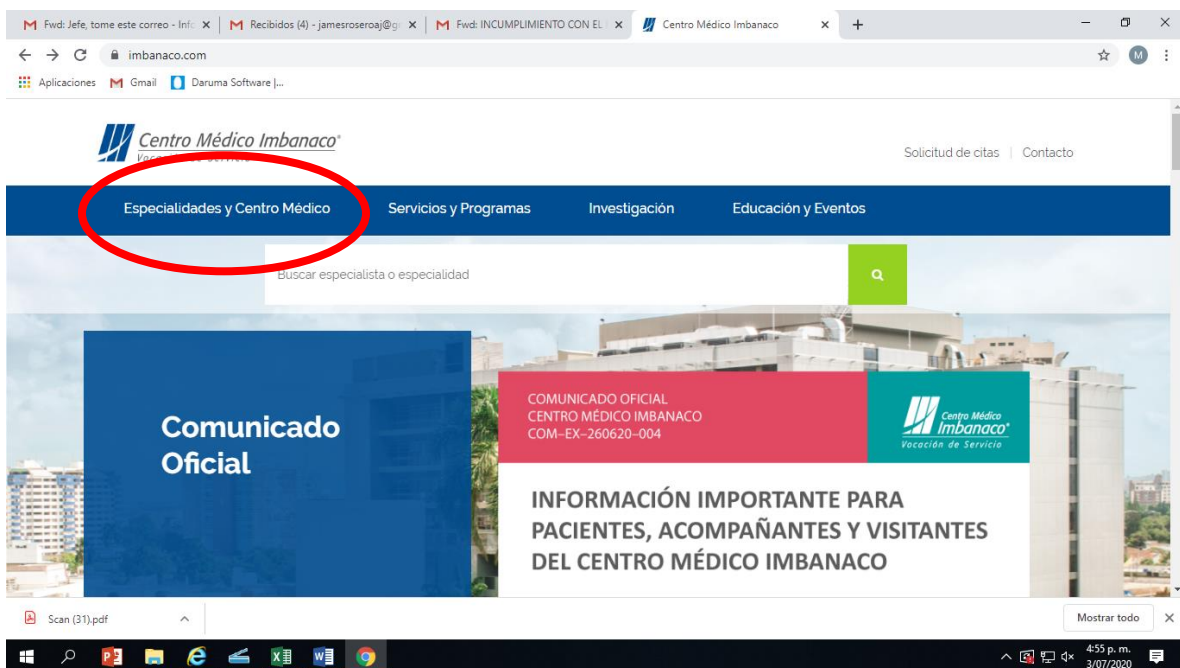 Fwd: Jefe, tome este correo - Info
Recibidos (4) - jamesroseroaj@g
Fwd: INCUMPLIMIENTO CON EL
Centro Médico Imbanaco
imbanaco.com
M
Aplicaciones
Gmail
Daruma Software |...
Centro Médico Imbanaco®
Solicitud de citas | Contacto
Especialidades y Centro Médico
Servicios y Programas
Investigación
Educación y Eventos
Buscar especialista o especialidad
Comunicado
Oficial
COMUNICADO OFICIAL
CENTRO MÉDICO IMBANACO
COM-EX-260620-004
Centro Médico
Imbanaco®
Vocación de Servicio
INFORMACIÓN IMPORTANTE PARA
PACIENTES, ACOMPAÑANTES Y VISITANTES
DEL CENTRO MÉDICO IMBANACO
Scan (31).pdf
Mostrar todo
4:55 p. m.
3/07/2020